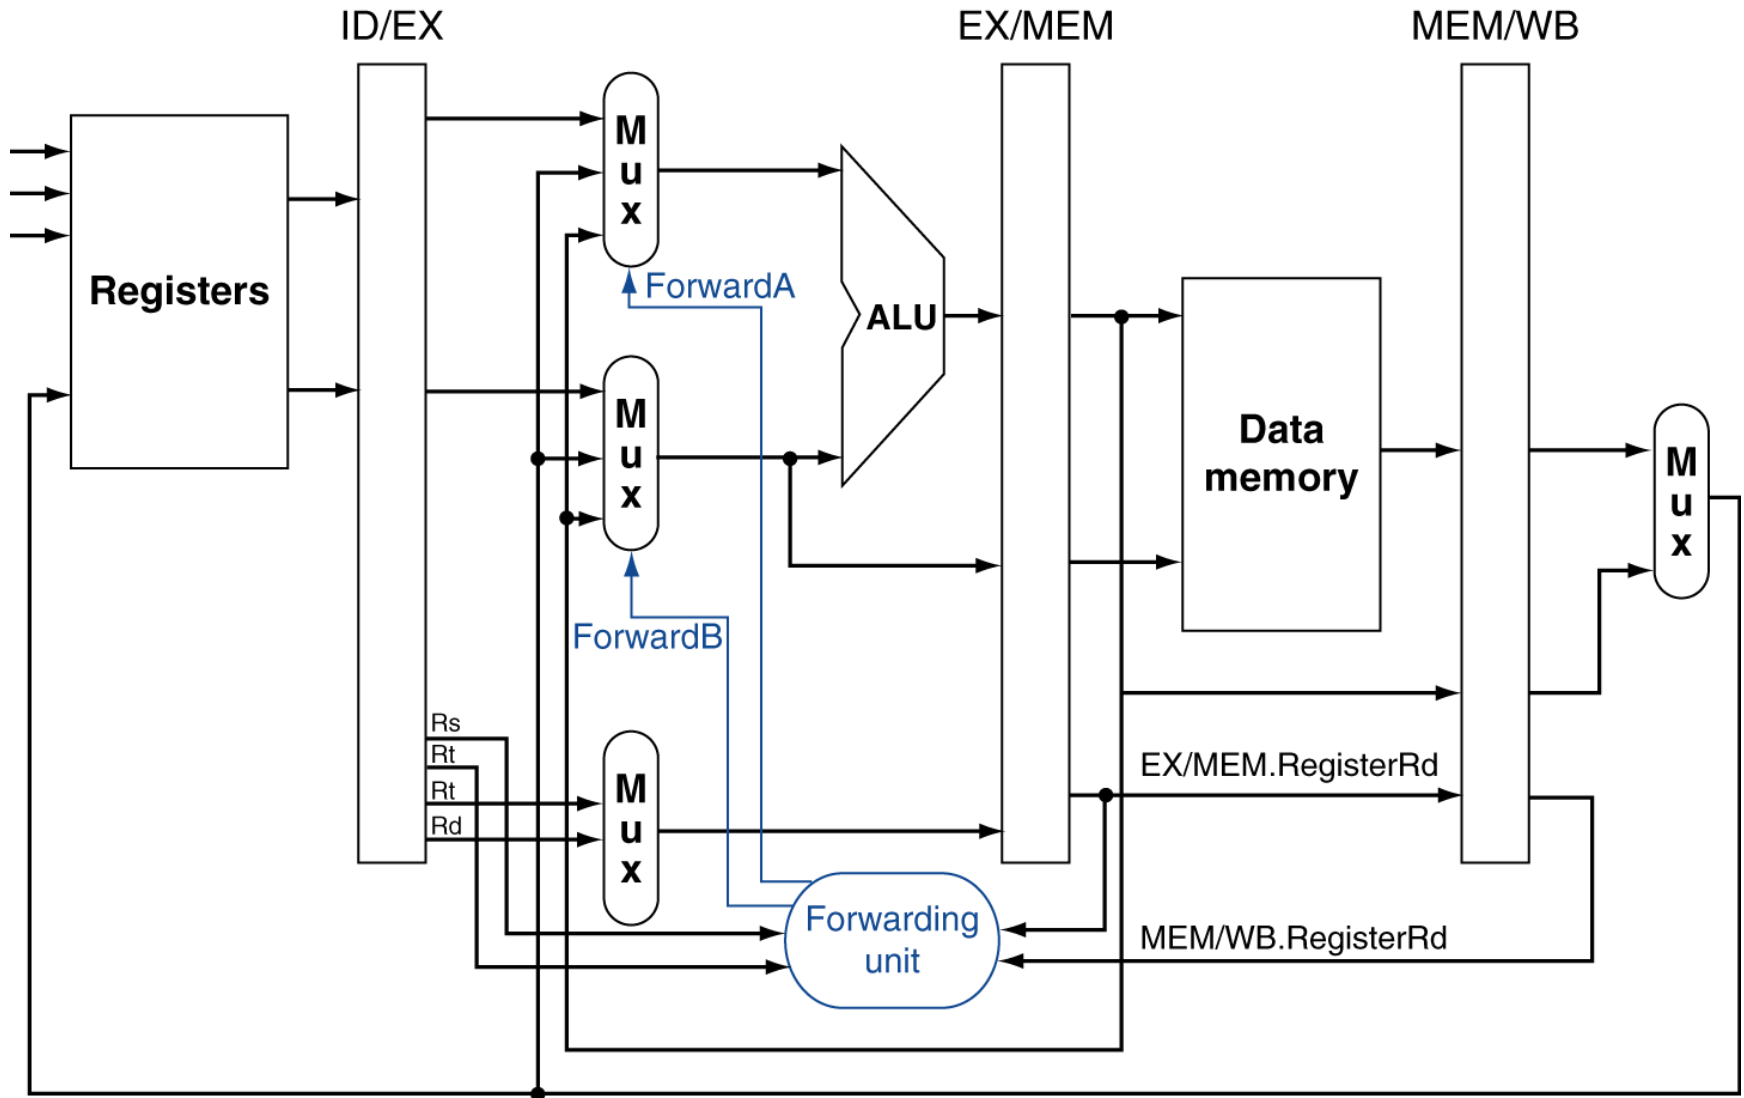 ID/EX
EX/MEM
MEM/WB
M
u
x
Registers
ForwardA
ALU
M
u
x
Data
memory
M
u
x
ForwardB
Rs
Rt
Rt
Rd
M
u
x
EX/MEM.RegisterRd
Forwarding
unit
MEM/WB.RegisterRd